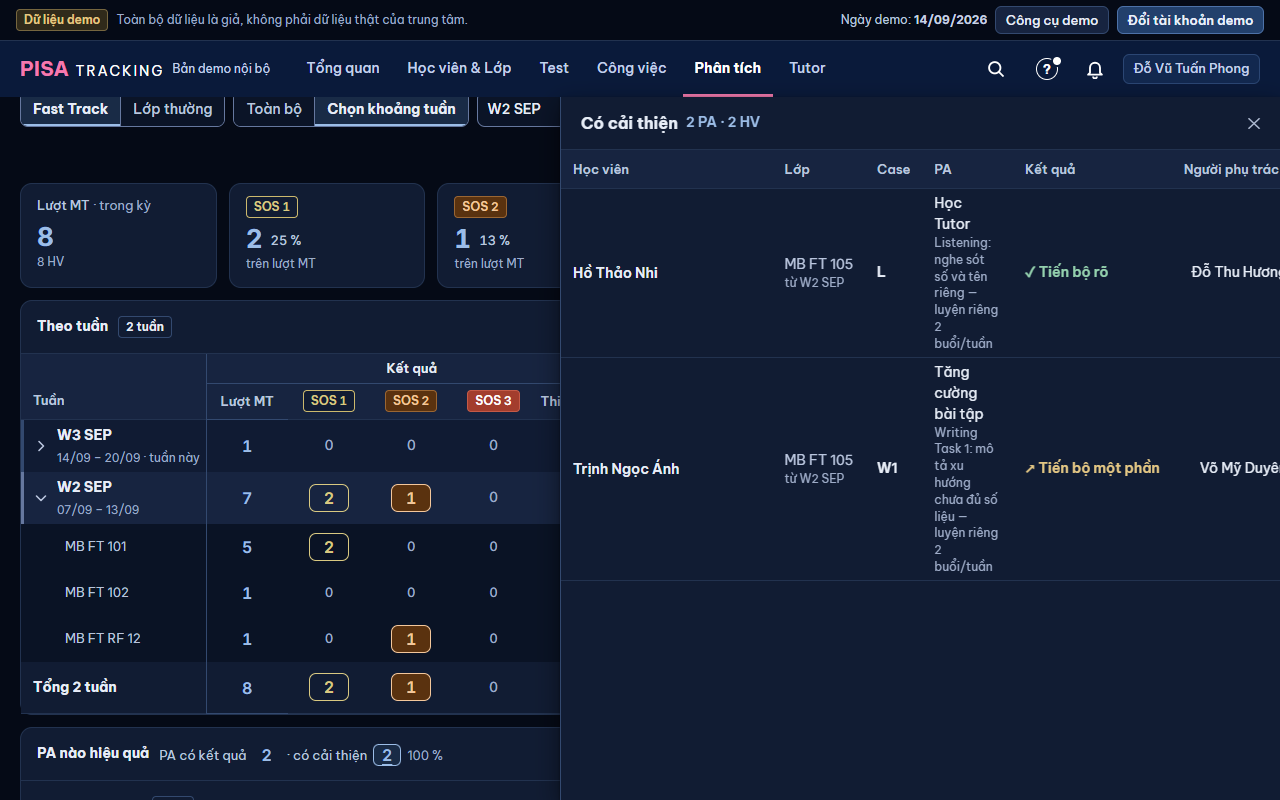 Dữ liệu demo Toàn bộ dữ liệu là giả, không phải dữ liệu thật của trung tâm. Ngày demo: 14/09/2026 Công cụ demo Đổi tài khoản demo
PISA TRACKING Bản demo nội bộ Tổng quan Học viên & Lớp Test Công việc Phân tích Tutor ? Đỗ Vũ Tuấn Phong
Fast Track Lớp thường Toàn bộ Chọn khoảng tuần W2 SEP
Lượt MT · trong kỳ
8
8 HV
SOS 1
2 25 %
trên lượt MT
SOS 2
1 13 %
trên lượt MT
Theo tuần 2 tuần
Kết quả
Tuần Lượt MT SOS 1 SOS 2 SOS 3
W3 SEP
14/09 – 20/09 · tuần này
1 0 0 0
W2 SEP
07/09 – 13/09
7 2 1 0
MB FT 101 5 2 0 0
MB FT 102 1 0 0 0
MB FT RF 12 1 0 1 0
Tổng 2 tuần 8 2 1 0
PA nào hiệu quả PA có kết quả 2 · có cải thiện 2 100 %
Có cải thiện 2 PA · 2 HV
Học viên Lớp Case PA Kết quả Người phụ trác
Hồ Thảo Nhi
MB FT 105
từ W2 SEP
L
Học
Tutor
Listening:
nghe sót
số và tên
riêng —
luyện riêng
2
buổi/tuần
✓ Tiến bộ rõ
Đỗ Thu Hương
Trịnh Ngọc Ánh
MB FT 105
từ W2 SEP
W1
Tăng
cường
bài tập
Writing
Task 1: mô
tả xu
hướng
chưa đủ số
liệu —
luyện riêng
2
buổi/tuần
↗ Tiến bộ một phần
Võ Mỹ Duyê